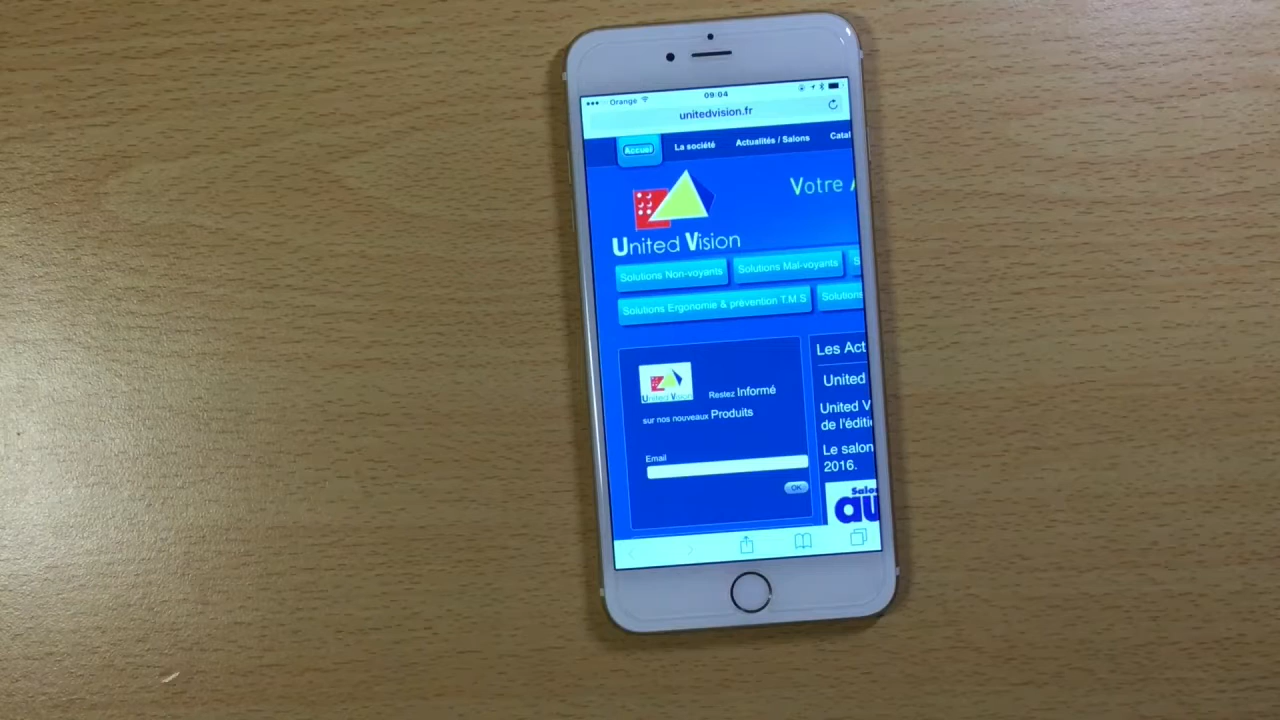 Orange 09:04
unitedvision.fr
Accueil La société Actualités / Salons Catal
Votre
United Vision
Solutions Non-voyants Solutions Mal-voyants S
Solutions Ergonomie & prévention T.M.S Solutions
Les Act
United
United V
de l'éditi
Le salon
2016.
United Vision
Restez Informé
sur nos nouveaux Produits
Email
OK
Salon
au